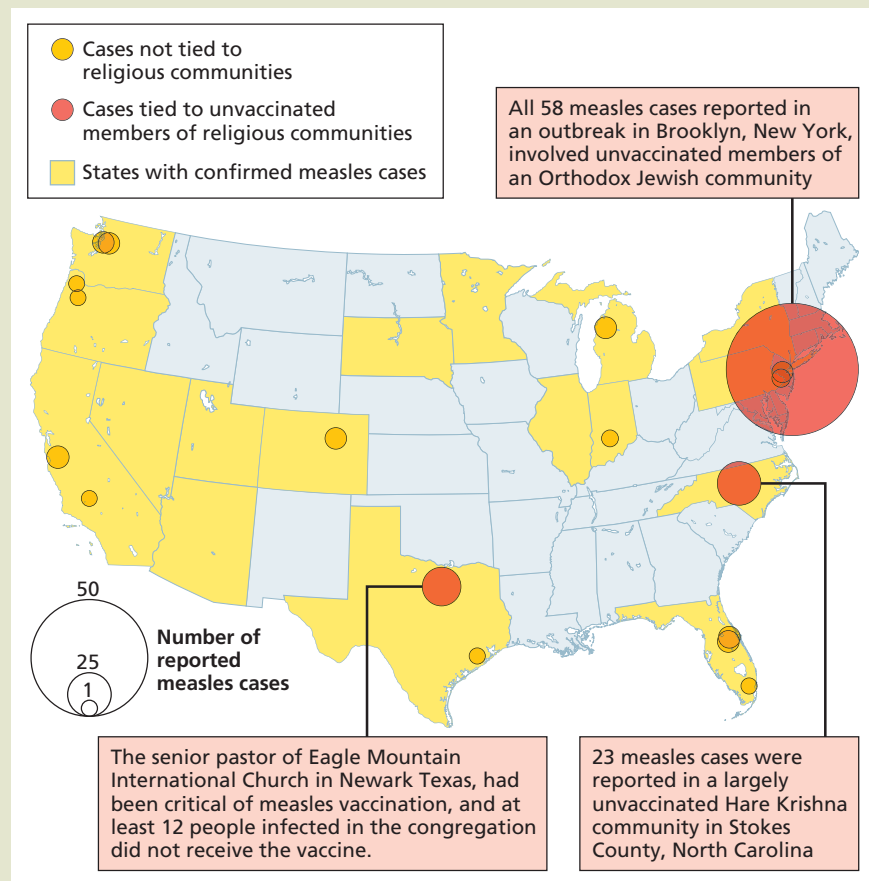 Cases not tied to
religious communities
Cases tied to unvaccinated
members of religious communities
States with confirmed measles cases
All 58 measles cases reported in
an outbreak in Brooklyn, New York,
involved unvaccinated members of
an Orthodox Jewish community
50
25
1
Number of
reported
measles cases
The senior pastor of Eagle Mountain
International Church in Newark Texas, had
been critical of measles vaccination, and at
least 12 people infected in the congregation
did not receive the vaccine.
23 measles cases were
reported in a largely
unvaccinated Hare Krishna
community in Stokes
County, North Carolina